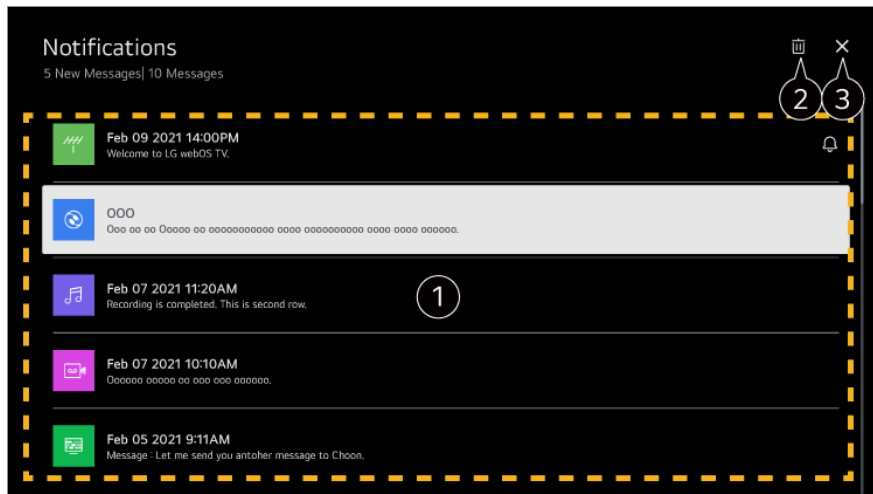 Notifications
5 New Messages| 10 Messages
2
3
Feb 09 2021 14:00PM
Welcome to LG webOS TV.
OOO
Ooo oo oo Ooooo oo ooooooooooo oooo oooooooooo oooo oooo oooooo.
Feb 07 2021 11:20AM
Recording is completed. This is second row.
1
Feb 07 2021 10:10AM
Oooooo ooooo oo ooo ooo oooooo.
Feb 05 2021 9:11AM
Message : Let me send you antoher message to Choon.